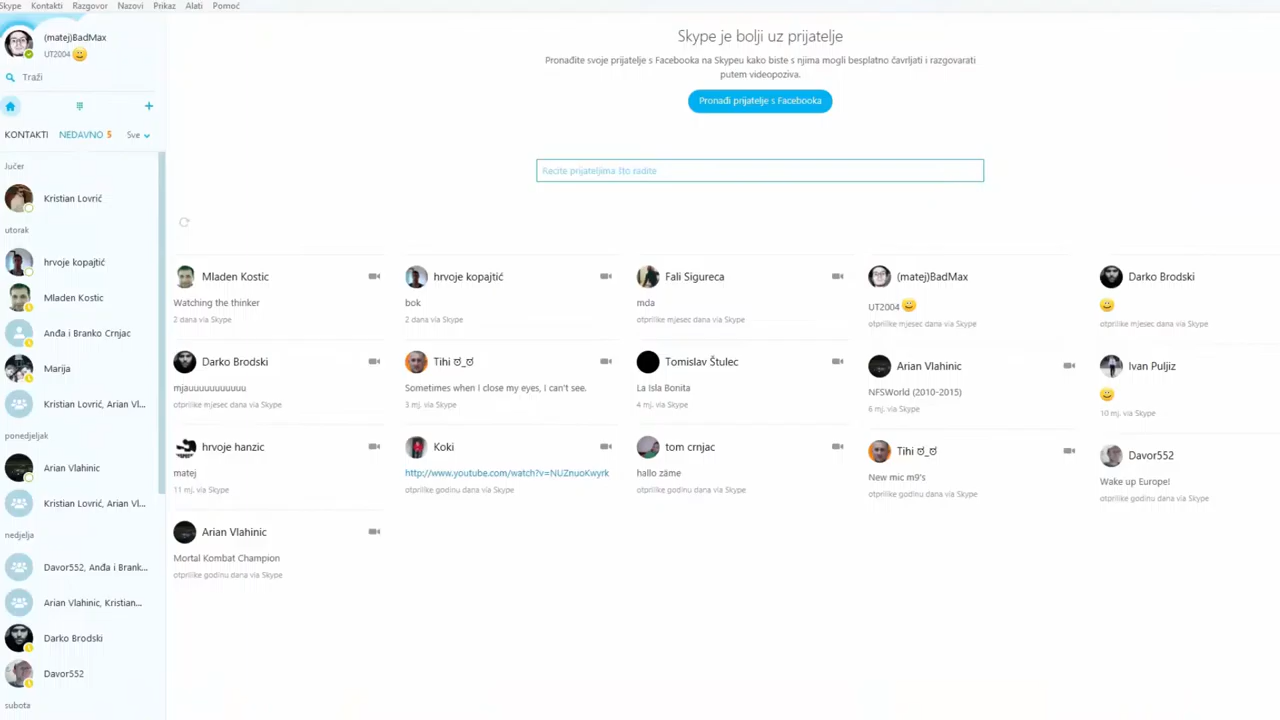 Skype Kontakti Razgovor Nazovi Prikaz Alati Pomoć
(matej)BadMax
UT2004
Traži
KONTAKTI NEDAVNO 5 Sve
Jučer
Kristian Lovrić
utorak
hrvoje kopajtić
Mladen Kostic
Anđa i Branko Crnjac
Marija
Kristian Lovrić, Arian Vl...
ponedjeljak
Arian Vlahinic
Kristian Lovrić, Arian Vl...
nedjelja
Davor552, Anđa i Brank...
Arian Vlahinic, Kristian...
Darko Brodski
Davor552
subota
Skype je bolji uz prijatelje
Pronađite svoje prijatelje s Facebooka na Skypeu kako biste s njima mogli besplatno čavrljati i razgovarati
putem videopoziva.
Pronađi prijatelje s Facebooka
Recite prijateljima što radite
Mladen Kostic
Watching the thinker
2 dana via Skype
hrvoje kopajtić
bok
2 dana via Skype
Fali Sigureca
mda
otprilike mjesec dana via Skype
(matej)BadMax
UT2004
otprilike mjesec dana via Skype
Darko Brodski
otprilike mjesec dana via Skype
Darko Brodski
mjauuuuuuuuuu
otprilike mjesec dana via Skype
Tihi ಠ_ಠ
Sometimes when I close my eyes, I can't see.
3 mj. via Skype
Tomislav Štulec
La Isla Bonita
4 mj. via Skype
Arian Vlahinic
NFSWorld (2010-2015)
6 mj. via Skype
Ivan Puljiz
10 mj. via Skype
hrvoje hanzic
matej
11 mj. via Skype
Koki
http://www.youtube.com/watch?v=NUZnuoKwyrk
otprilike godinu dana via Skype
tom crnjac
hallo zäme
otprilike godinu dana via Skype
Tihi ಠ_ಠ
New mic m9's
otprilike godinu dana via Skype
Davor552
Wake up Europe!
otprilike godinu dana via Skype
Arian Vlahinic
Mortal Kombat Champion
otprilike godinu dana via Skype